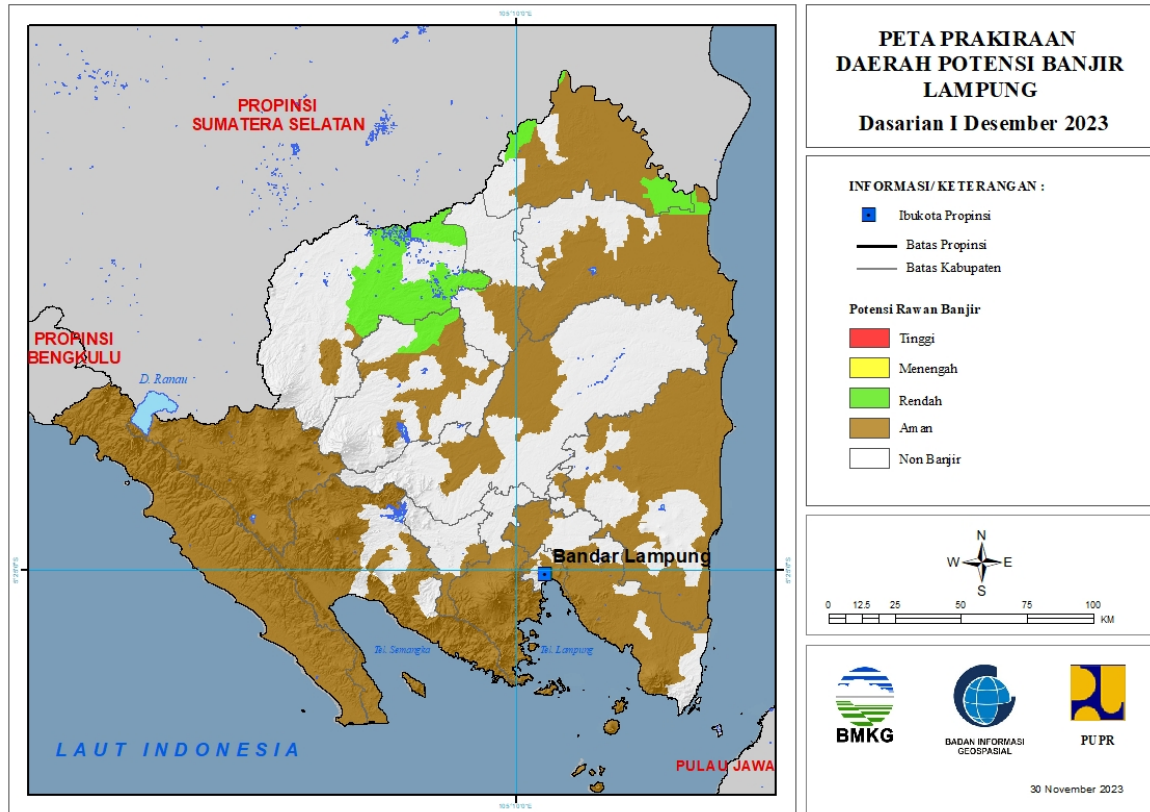 105°0'0"E
PROPINSI
SUMATERA SELATAN
PROPINSI
BENGKULU
D. Ranau
Bandar Lampung
Tel. Semangka
Tel. Lampung
LAUT INDONESIA
PULAU JAWA
PETA PRAKIRAAN
DAERAH POTENSI BANJIR
LAMPUNG
Dasarian I Desember 2023
INFORMASI/ KETERANGAN :
Ibukota Propinsi
Batas Propinsi
Batas Kabupaten
Potensi Rawan Banjir
Tinggi
Menengah
Rendah
Aman
Non Banjir
N
W E
S
0 12.5 25 50 75 100
KM
BMKG
BADAN INFORMASI
GEOSPASIAL
PUPR
30 November 2023